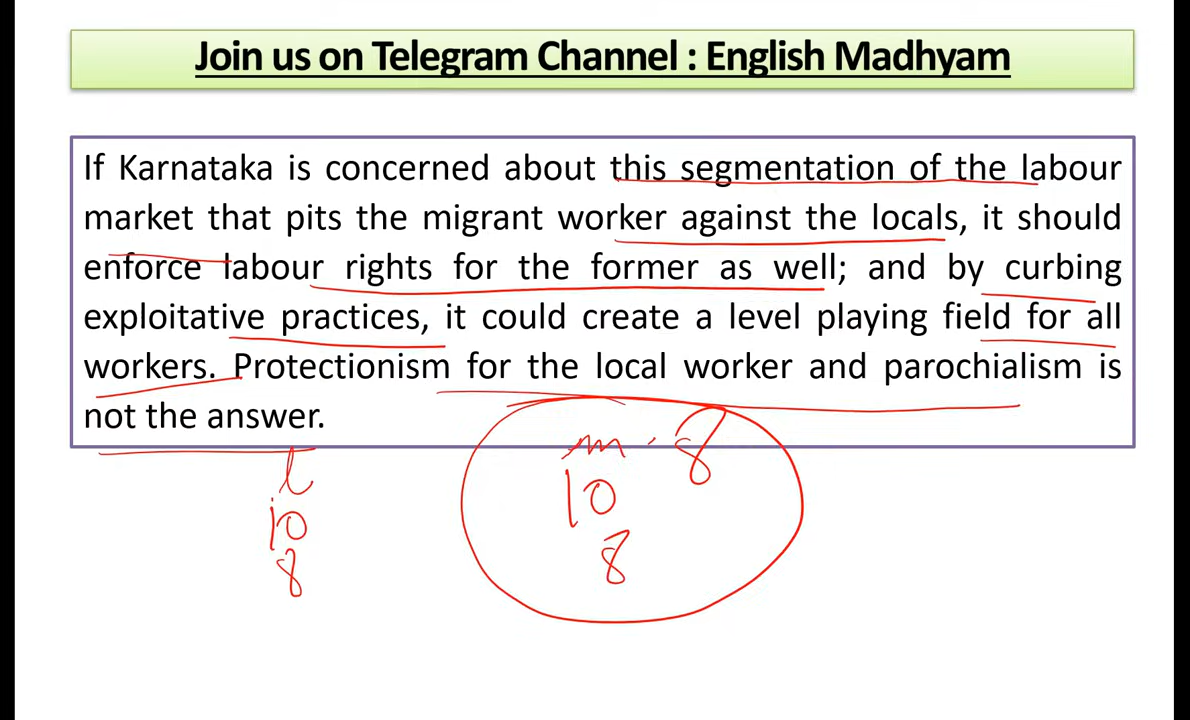 Join us on Telegram Channel : English Madhyam
If Karnataka is concerned about this segmentation of the labour
market that pits the migrant worker against the locals, it should
enforce labour rights for the former as well; and by curbing
exploitative practices, it could create a level playing field for all
workers. Protectionism for the local worker and parochialism is
not the answer.
l
10
8
m - 8
10
8